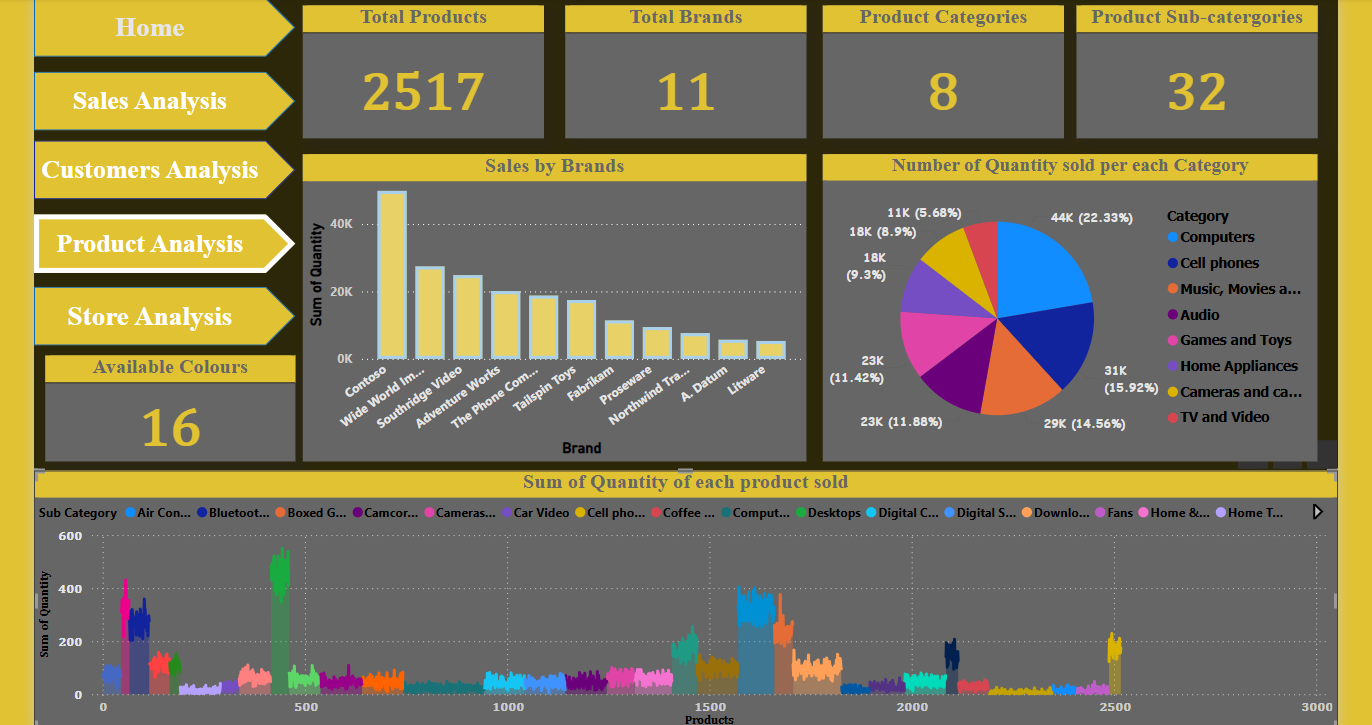 Home
Sales Analysis
Customers Analysis
Product Analysis
Store Analysis
Available Colours
16
Total Products
2517
Total Brands
11
Product Categories
8
Product Sub-catergories
32
Sales by Brands
Sum of Quantity
40K
20K
0K
Contoso
Wide World Im...
Southridge Video
Adventure Works
The Phone Com...
Tailspin Toys
Fabrikam
Proseware
Northwind Tra...
A. Datum
Litware
Brand
Number of Quantity sold per each Category
44K (22.33%)
31K
(15.92%)
29K (14.56%)
23K (11.88%)
23K
(11.42%)
18K
(9.3%)
18K (8.9%)
11K (5.68%)
Category
Computers
Cell phones
Music, Movies a...
Audio
Games and Toys
Home Appliances
Cameras and ca...
TV and Video
Sum of Quantity of each product sold
Sub Category Air Con... Bluetoot... Boxed G... Camcor... Cameras... Car Video Cell pho... Coffee ... Comput... Desktops Digital C... Digital S... Downlo... Fans Home &... Home T...
Sum of Quantity
600
400
200
0
0 500 1000 1500 2000 2500 3000
Products